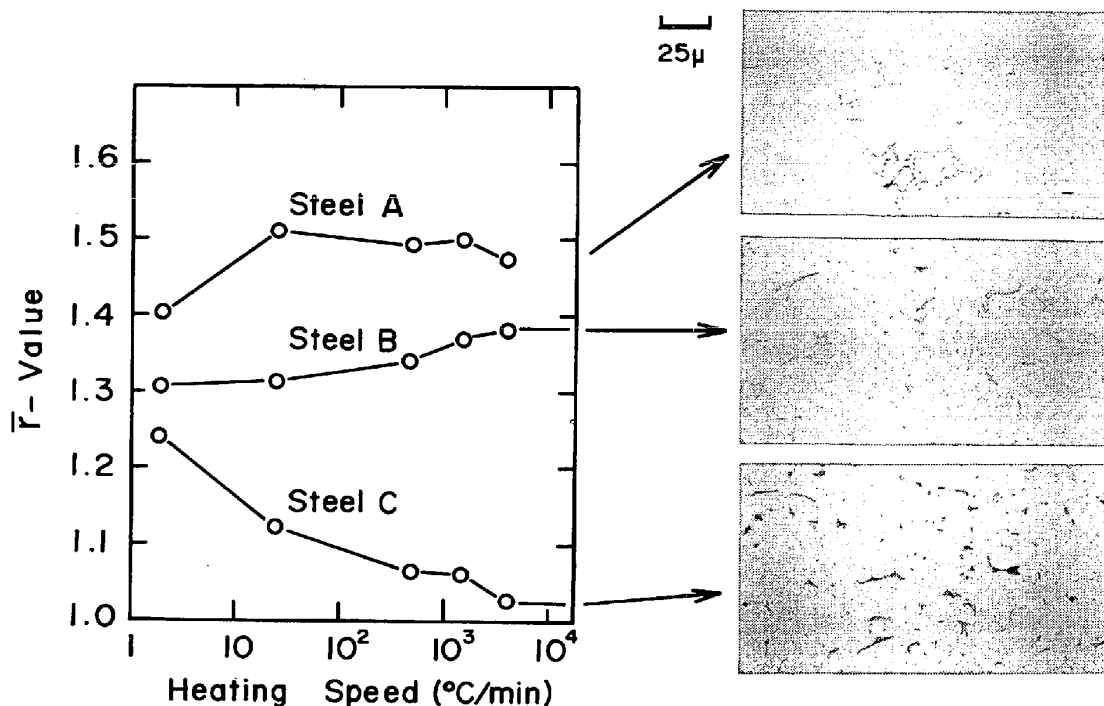 25μ
r̄- Value
1.6
1.5
1.4
1.3
1.2
1.1
1.0
Steel A
Steel B
Steel C
1 10 10² 10³ 10⁴
Heating Speed (°C/min)